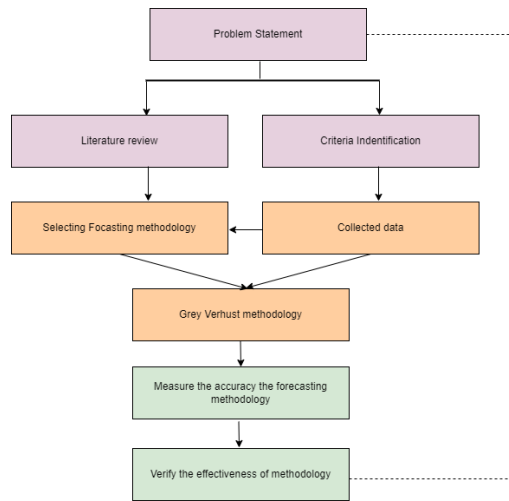 Problem Statement
Literature review
Criteria Indentification
Selecting Focasting methodology
Collected data
Grey Verhust methodology
Measure the accuracy the forecasting
methodology
Verify the effectiveness of methodology